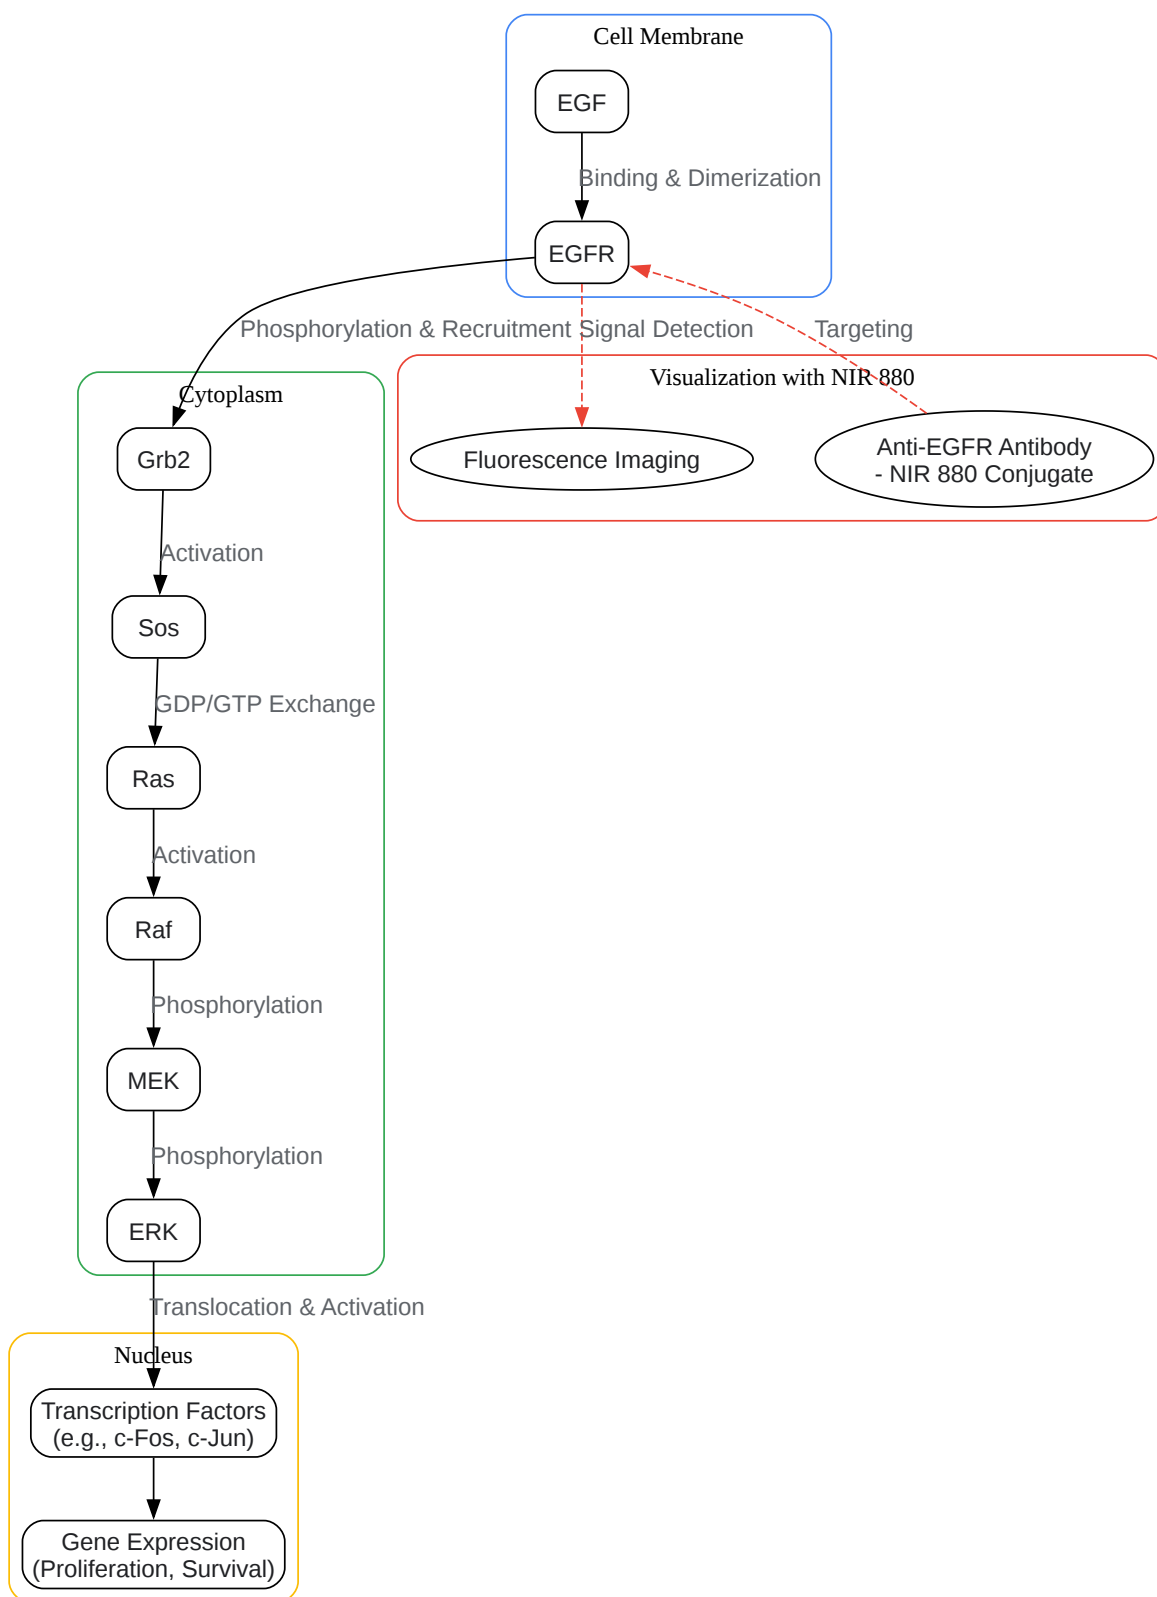 Cell Membrane
EGF
Binding & Dimerization
EGFR
Phosphorylation & Recruitment
Signal Detection
Targeting
Cytoplasm
Visualization with NIR 880
Grb2
Fluorescence Imaging
Anti-EGFR Antibody
- NIR 880 Conjugate
Activation
Sos
GDP/GTP Exchange
Ras
Activation
Raf
Phosphorylation
MEK
Phosphorylation
ERK
Translocation & Activation
Nucleus
Transcription Factors
(e.g., c-Fos, c-Jun)
Gene Expression
(Proliferation, Survival)